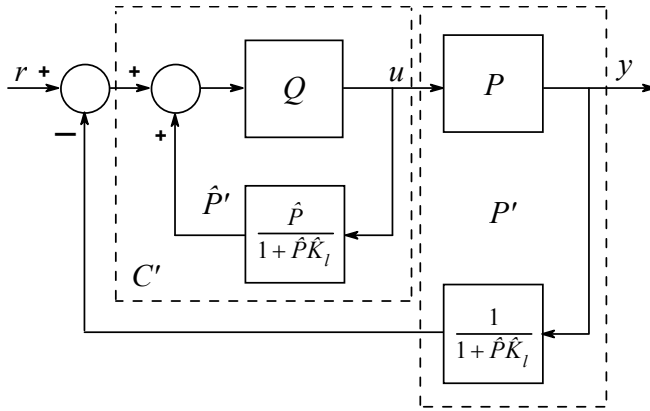 r + + Q u P y
− +
P̂' P̂ / (1 + P̂K̂_l) P'
C'
1 / (1 + P̂K̂_l)